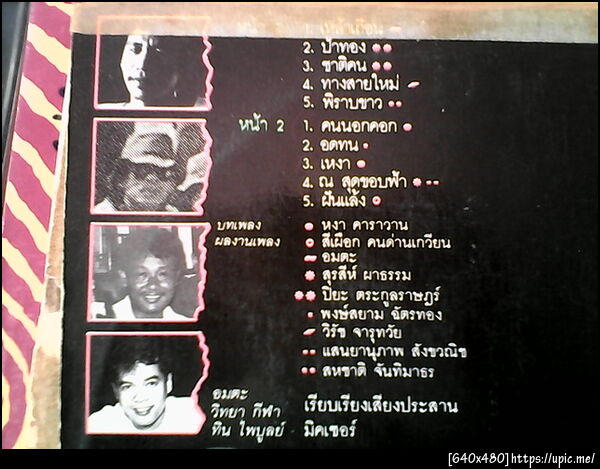 1. เหล้าเถื่อน
2. ป่าทอง
3. ชาติคน
4. ทางสายใหม่
5. พิราบขาว
หน้า 2 1. คนนอกคอก
2. อดทน
3. เหงา
4. ณ สุดขอบฟ้า
5. ฝันแล้ง
บทเพลง หงา คาราวาน
ผลงานเพลง สีเผือก คนด่านเกวียน
อมตะ
สุรสีห์ ผาธรรม
ปิยะ ตระกูลราษฎร์
พงษ์สยาม ฉัตรทอง
วิรัช จารุทวัย
แสนยานุภาพ สังขวณิช
สหชาติ จันทิมาธร
อมตะ
วิทยา กีฬา เรียบเรียงเสียงประสาน
ทิน ไพบูลย์ - มิคเซอร์
[640x480]https://upic.me/